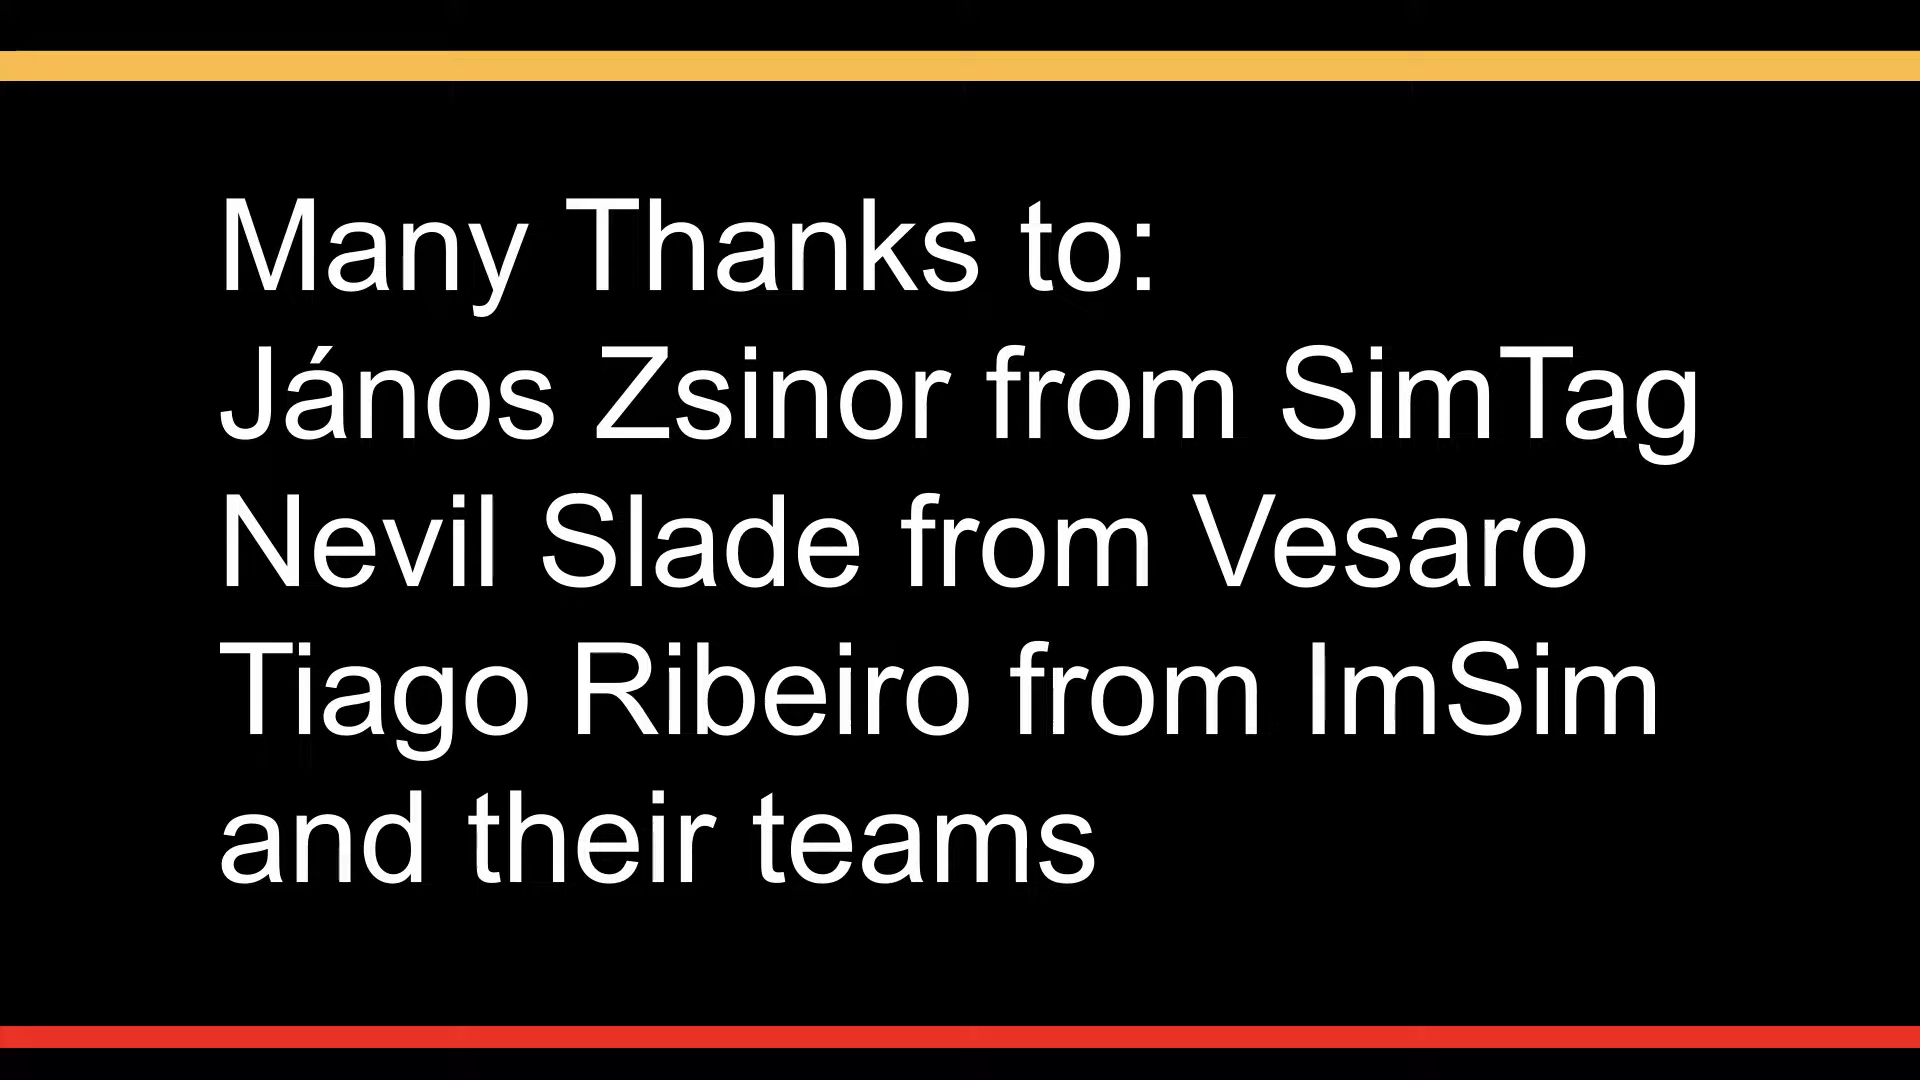 Many Thanks to:
János Zsinor from SimTag
Nevil Slade from Vesaro
Tiago Ribeiro from ImSim
and their teams